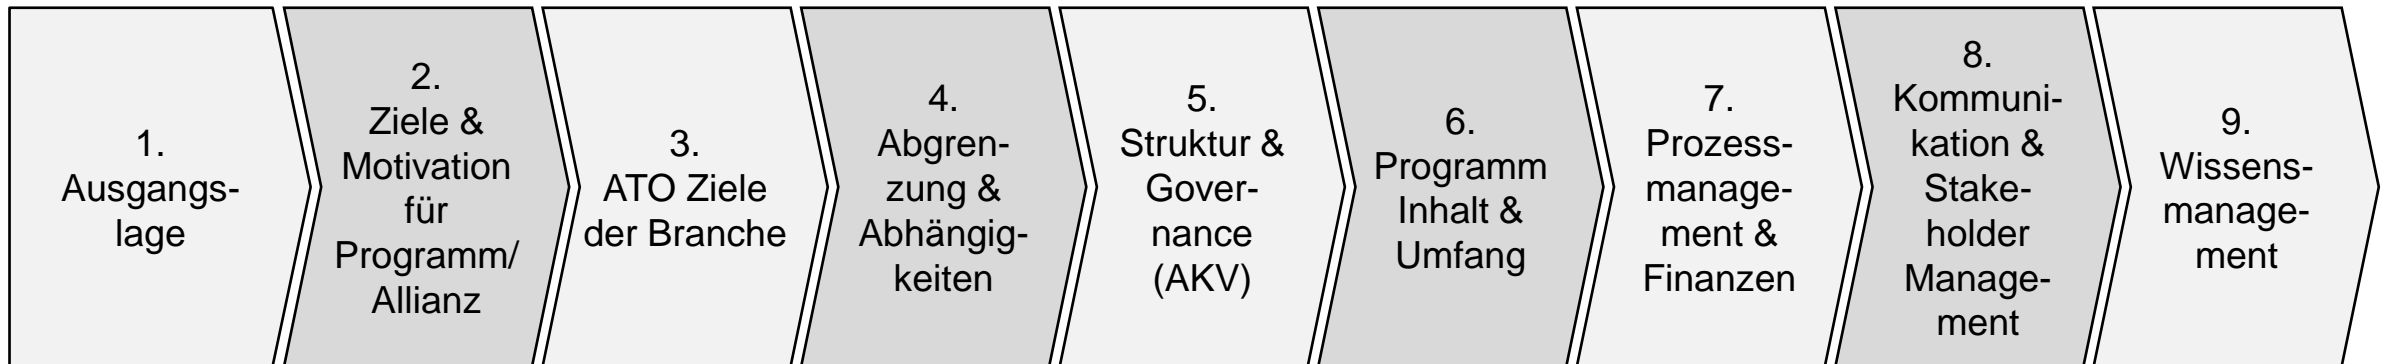 1.
Ausgangs-
lage
2.
Ziele &
Motivation
für
Programm/
Allianz
3.
ATO Ziele
der Branche
4.
Abgren-
zung &
Abhängig-
keiten
5.
Struktur &
Gover-
nance
(AKV)
6.
Programm
Inhalt &
Umfang
7.
Prozess-
manage-
ment &
Finanzen
8.
Kommuni-
kation &
Stake-
holder
Manage-
ment
9.
Wissens-
manage-
ment